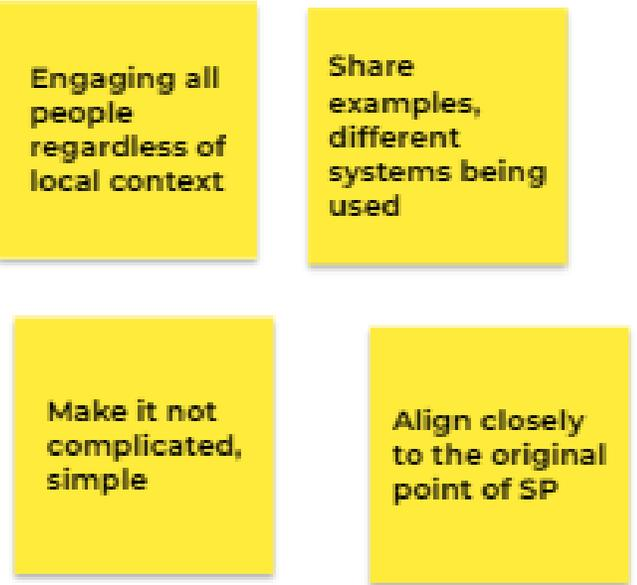 Engaging all
people
regardless of
local context
Share
examples,
different
systems being
used
Make it not
complicated,
simple
Align closely
to the original
point of SP